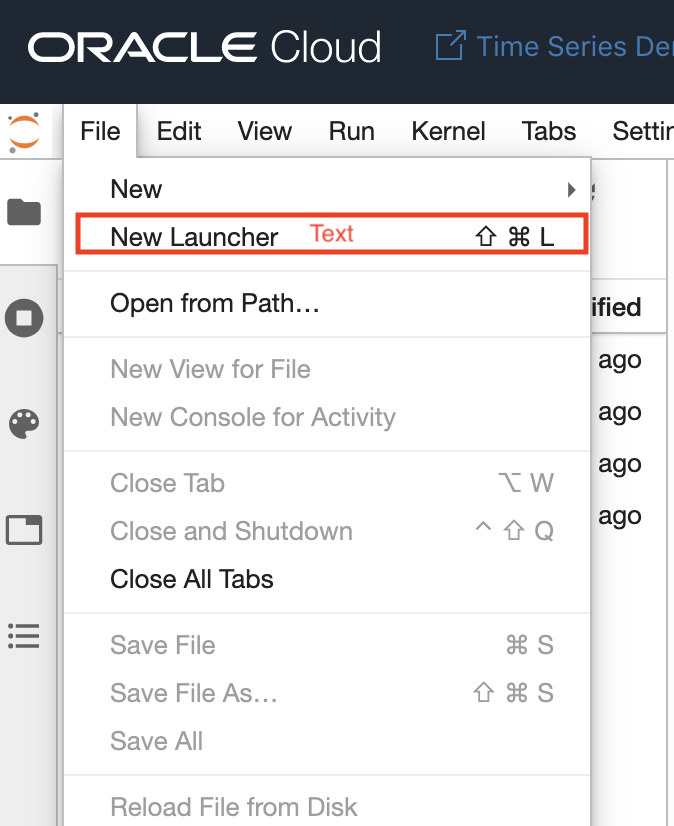 ORACLE Cloud Time Series De
File Edit View Run Kernel Tabs Settin
New
New Launcher Text ⇧ ⌘ L
ified
Open from Path…
ago
New View for File
ago
New Console for Activity
ago
Close Tab ⌥ W
ago
Close and Shutdown ^ ⇧ Q
Close All Tabs
Save File ⌘ S
Save File As… ⇧ ⌘ S
Save All
Reload File from Disk